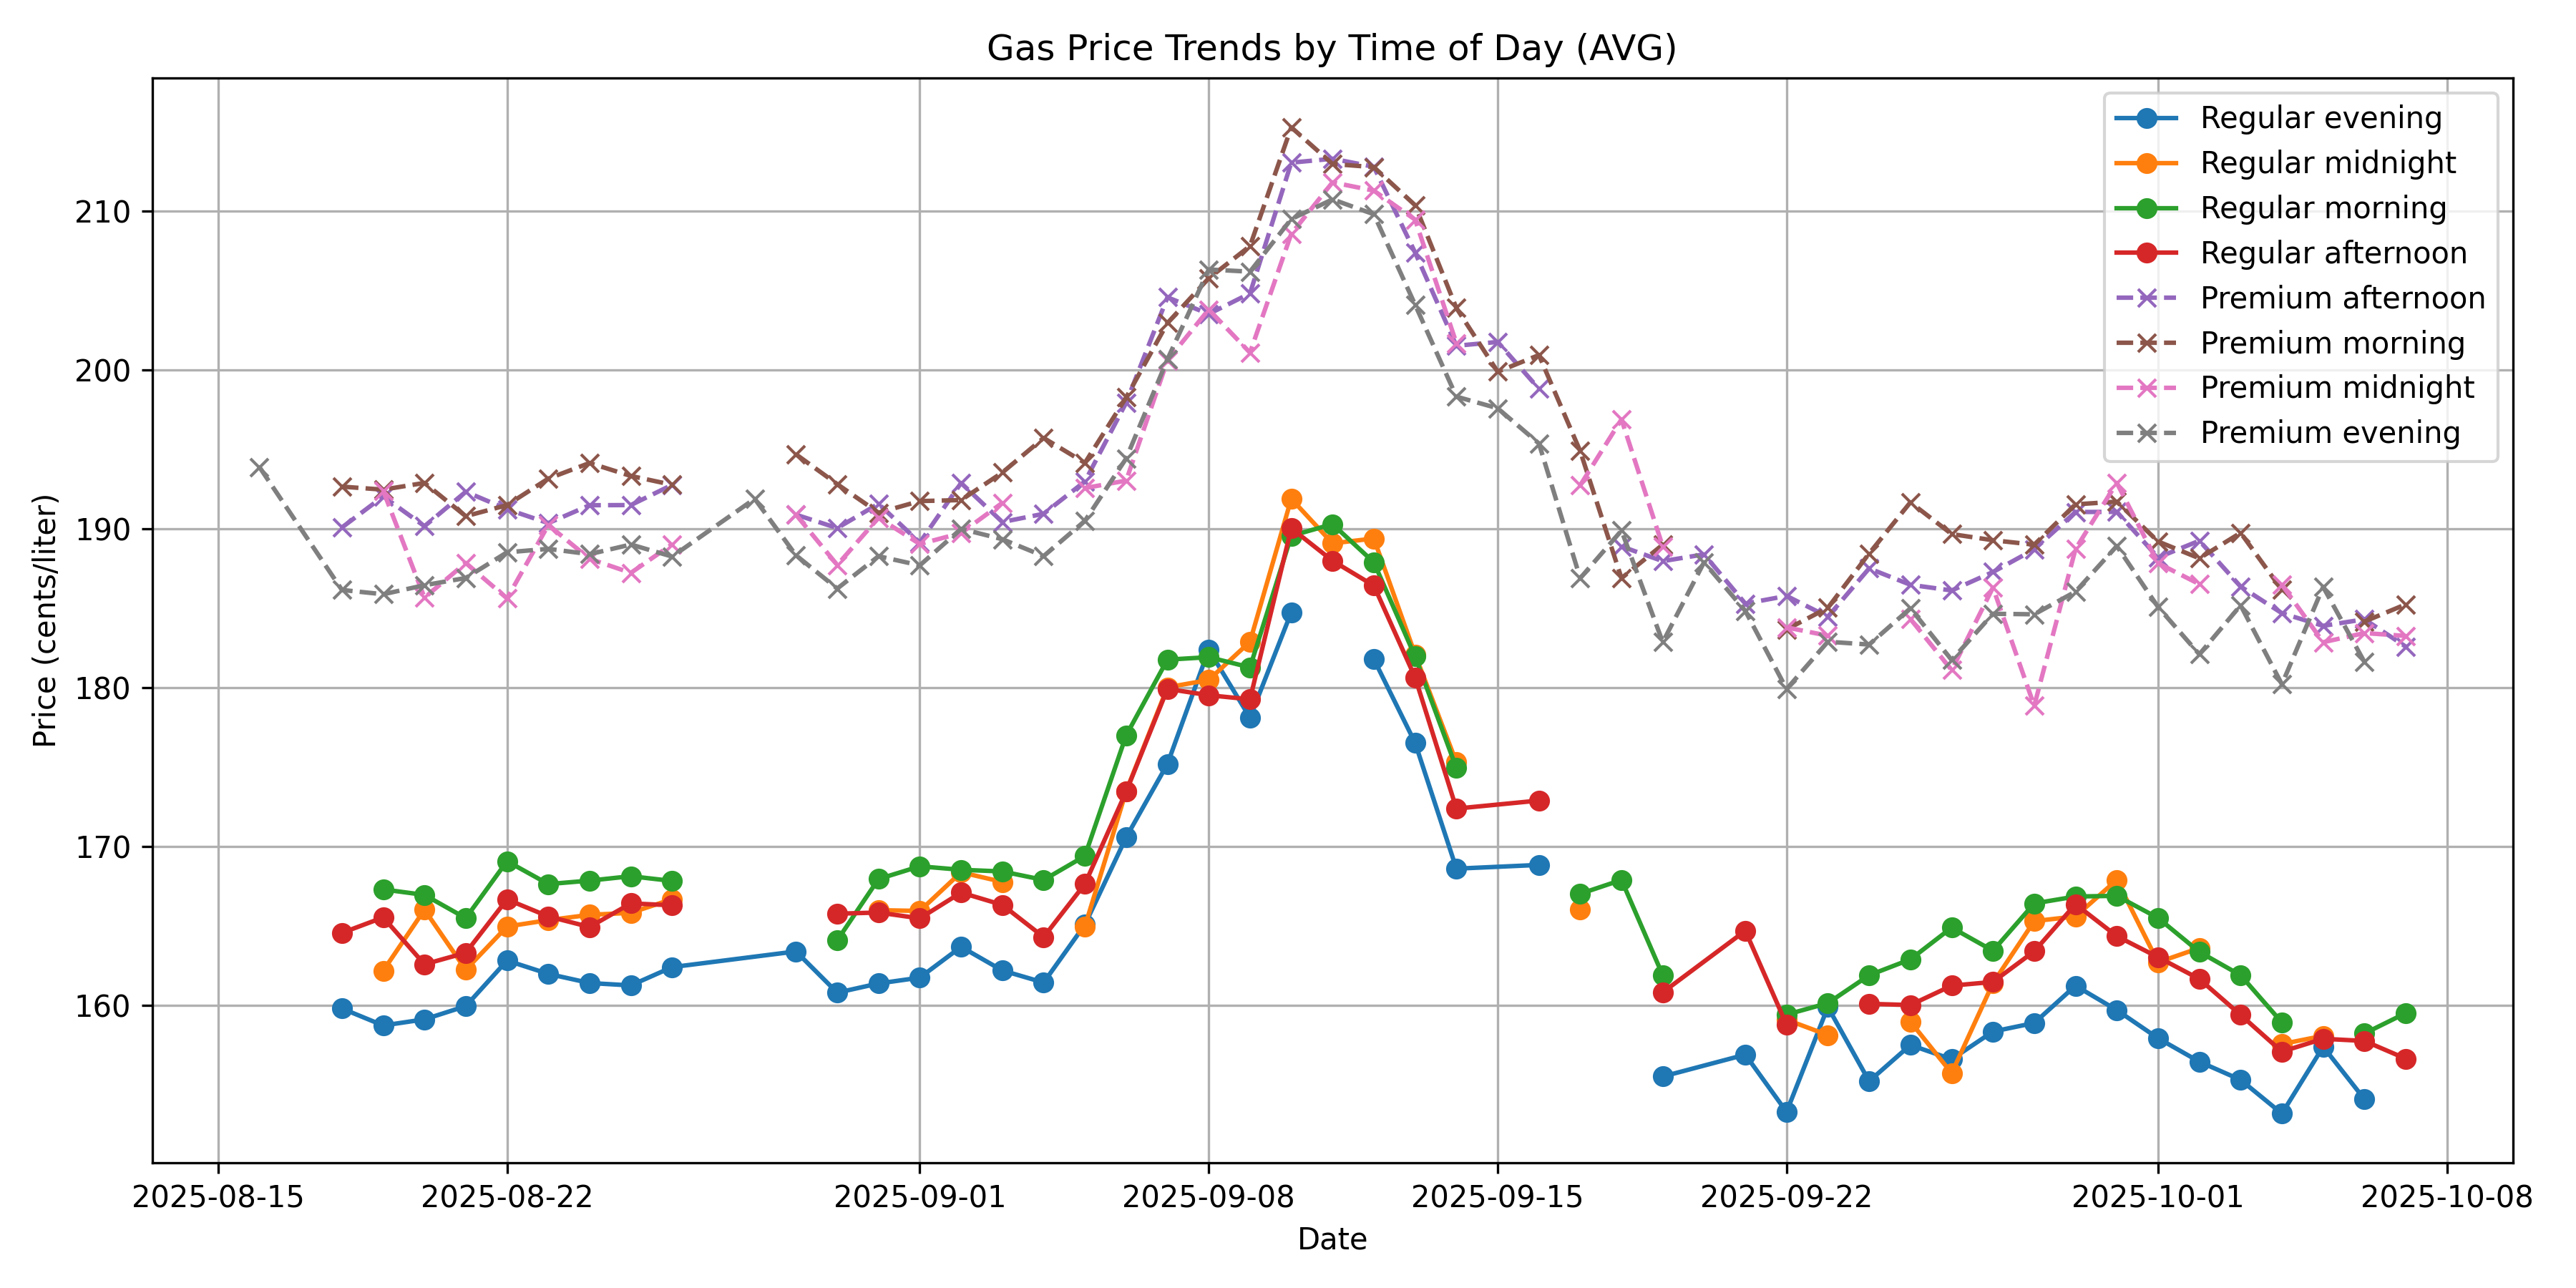 Gas Price Trends by Time of Day (AVG)
Price (cents/liter)
210
200
190
180
170
160
Regular evening
Regular midnight
Regular morning
Regular afternoon
Premium afternoon
Premium morning
Premium midnight
Premium evening
2025-08-15 2025-08-22 2025-09-01 2025-09-08 2025-09-15 2025-09-22 2025-10-01 2025-10-08
Date